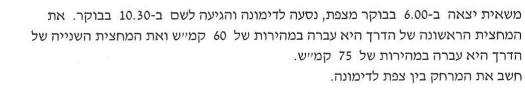 משאית יצאה ב-6.00 בבוקר מצפת, נסעה לדימונה והגיעה לשם ב-10.30 בבוקר. את
המחצית הראשונה של הדרך היא עברה במהירות של 60 קמ״ש ואת המחצית השנייה של
הדרך היא עברה במהירות של 75 קמ״ש.
חשב את המרחק בין צפת לדימונה.